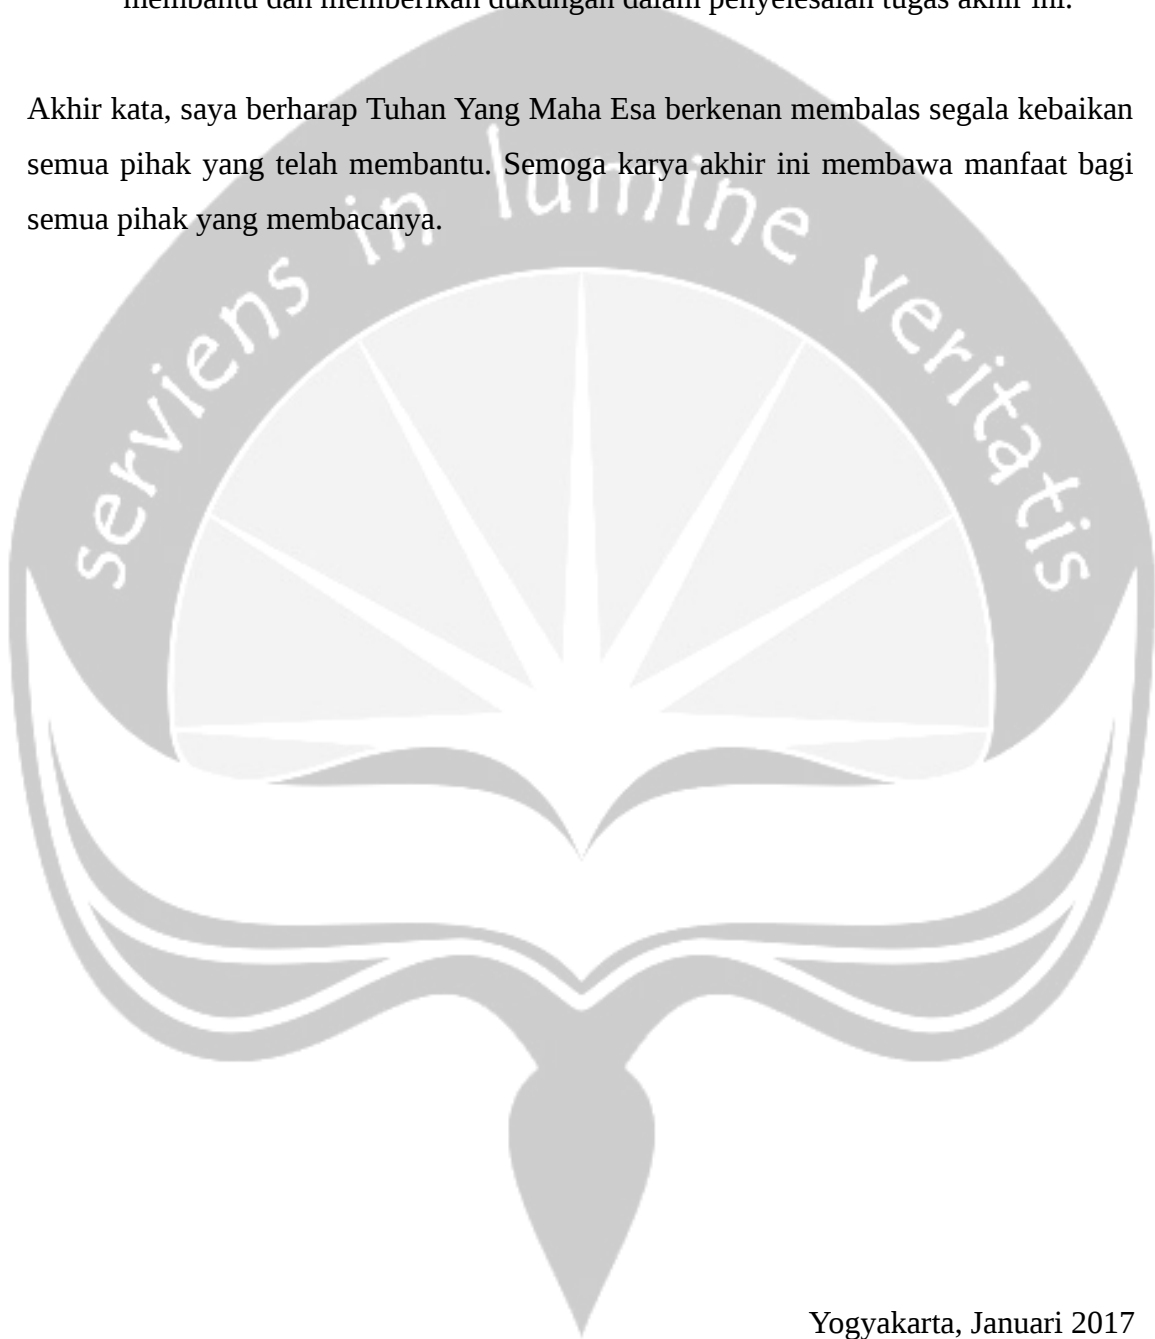 membantu dan memberikan dukungan dalam penyelesaian tugas akhir ini.
Akhir kata, saya berharap Tuhan Yang Maha Esa berkenan membalas segala kebaikan
semua pihak yang telah membantu. Semoga karya akhir ini membawa manfaat bagi
semua pihak yang membacanya.
serviens in lumine veritatis
Yogyakarta, Januari 2017